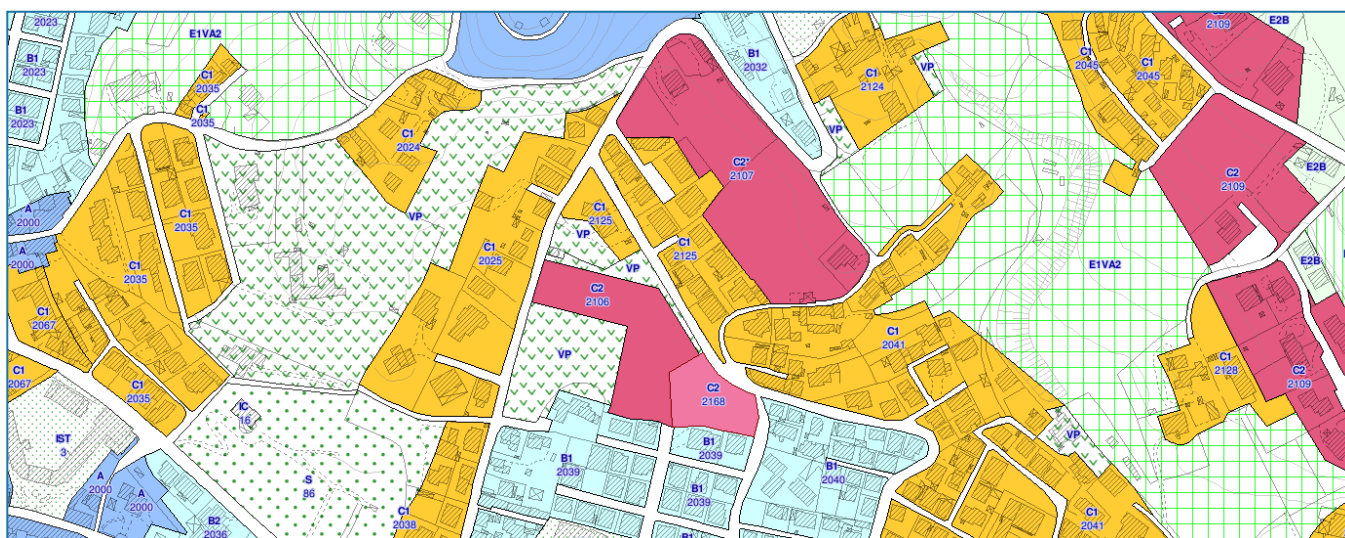 2023
E1VA2
B1
2023
B1
2023
C1
2035
C1
2035
C1
2024
B1
2032
VP
C1
2124
VP
C1
2045
C1
2045
2109
E2B
C2*
2107
C2
2109
E2B
A
2000
A
2000
C1
2035
C1
2035
VP
C1
2025
C1
2125
VP
C1
2125
VP
E1VA2
E2B
C1
2067
C2
2106
C1
2041
VP
C1
2067
C1
2035
C2
2168
C1
2128
C2
2109
IC
16
IST
3
VP
B1
2039
B1
2039
B1
2040
S
86
A
2000
A
2000
B1
2039
B2
2036
C1
2038
C1
2041
B1